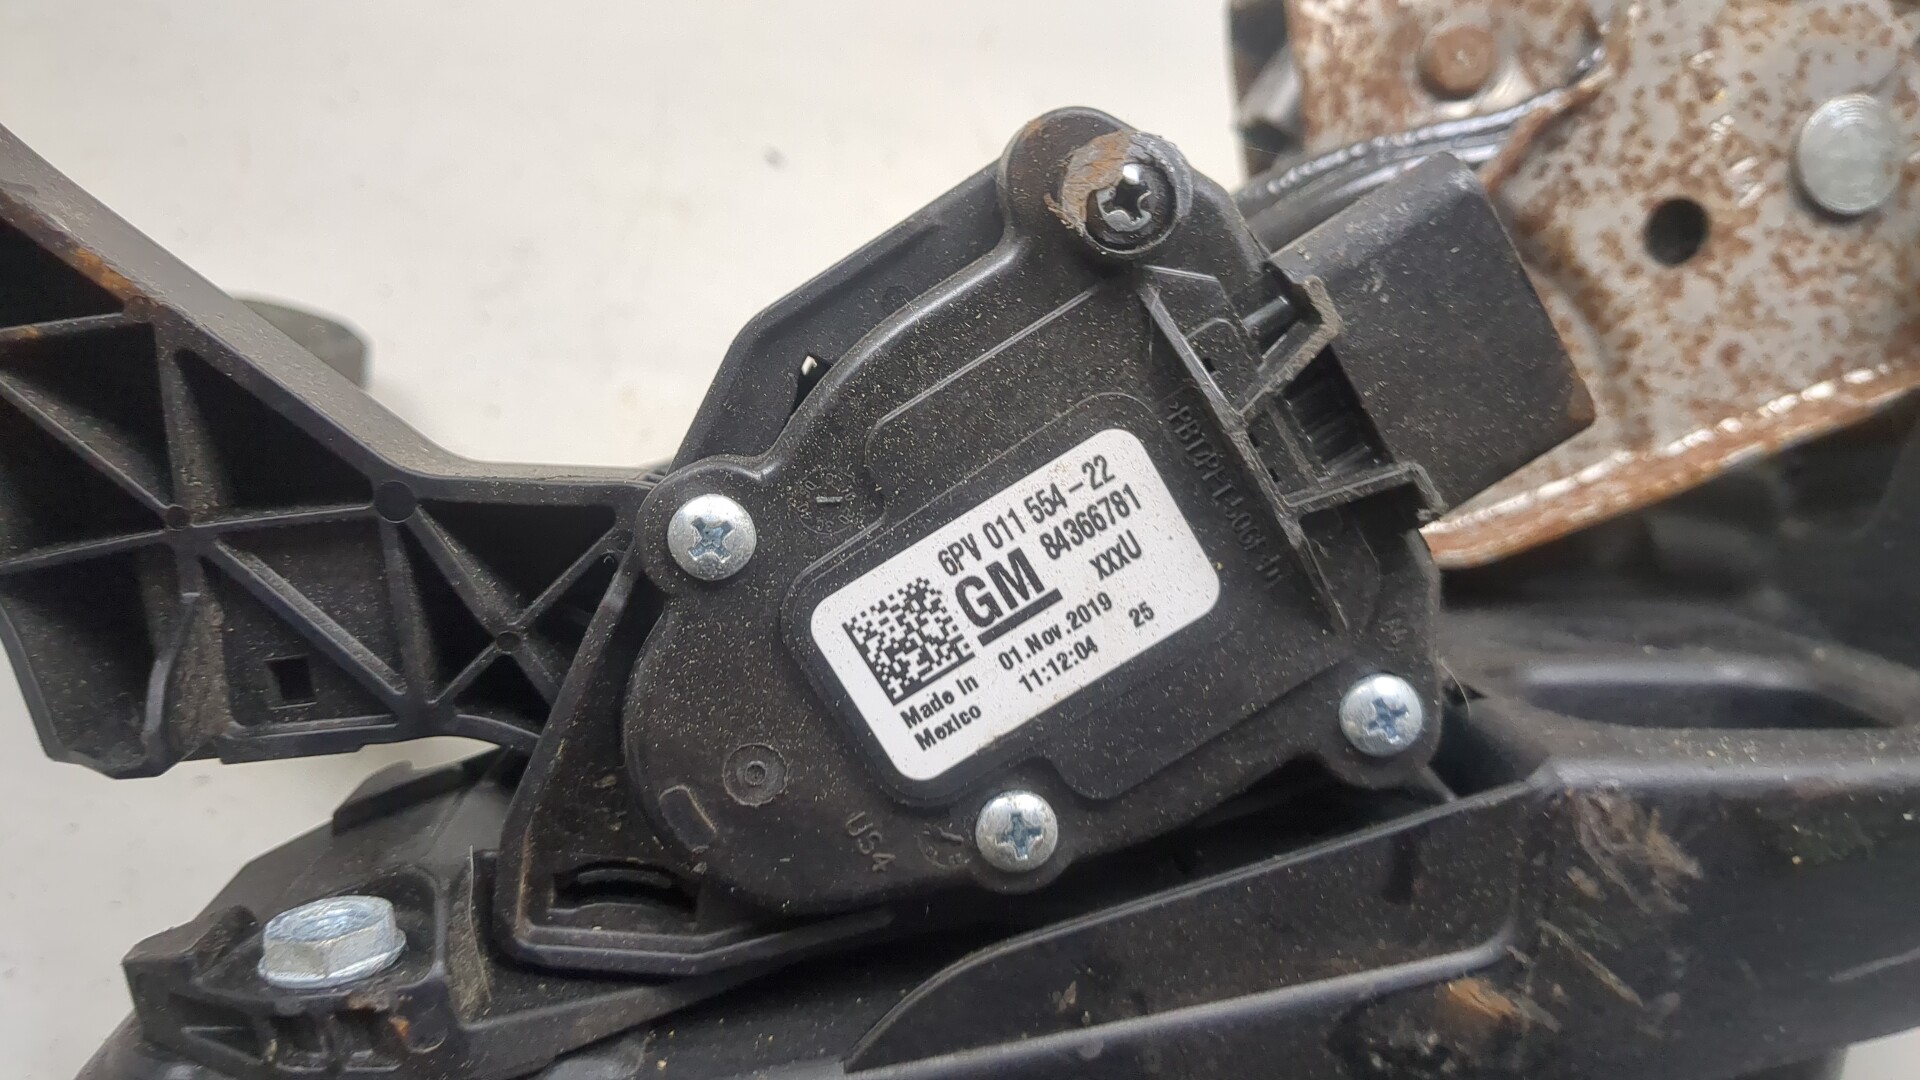 6PV 011 554-22
GM 84366781
XXXU
01.Nov.2019 25
11:12:04
Made In
Mexico
US4